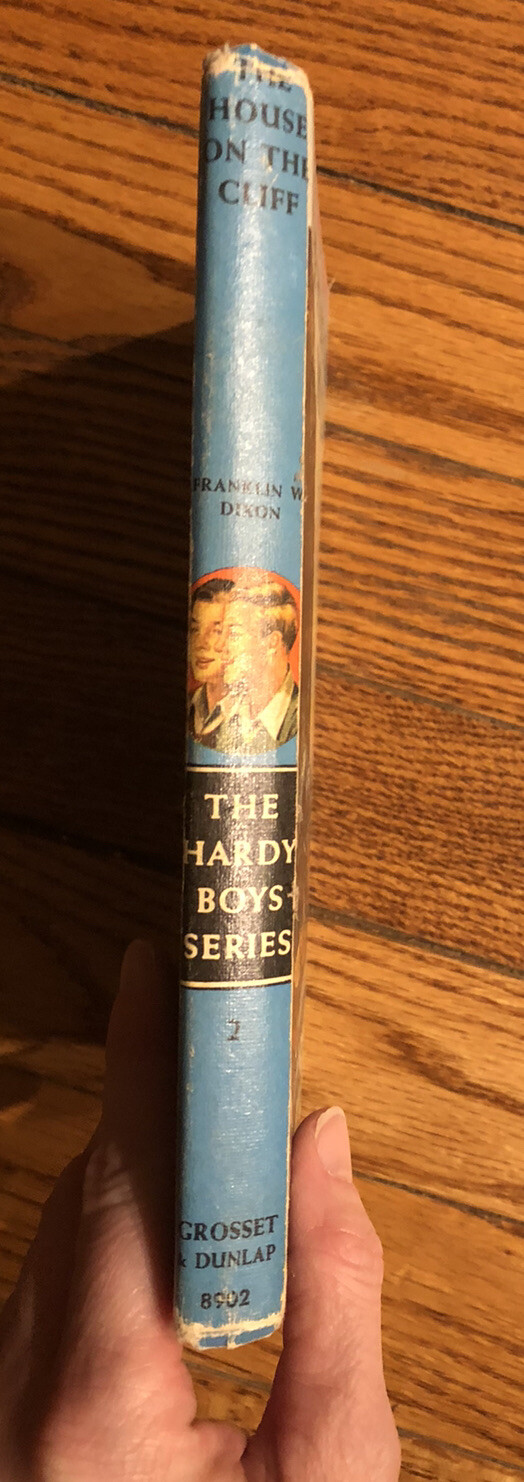 THE
HOUSE
ON THE
CLIFF
FRANKLIN W.
DIXON
THE
HARDY
BOYS
SERIES
2
GROSSET
& DUNLAP
8902